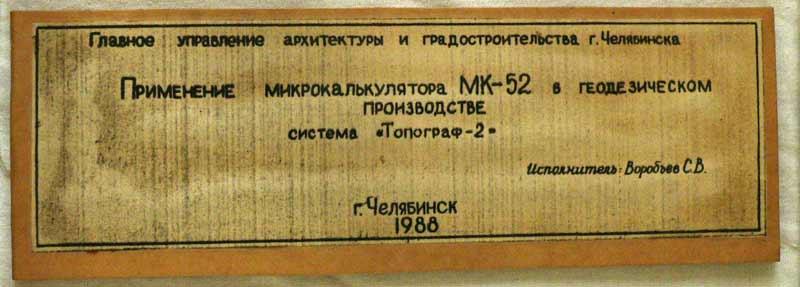 Главное управление архитектуры и градостроительства г. Челябинска
Применение микрокалькулятора МК-52 в геодезическом
производстве
система «Топограф-2»
Исполнитель: Воробьев С.В.
г. Челябинск
1988